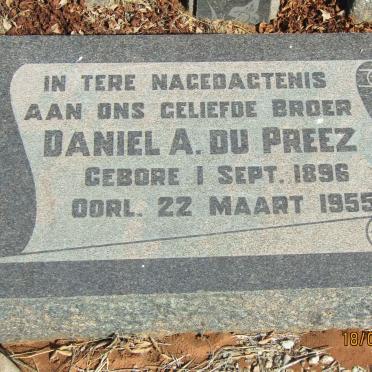 IN TERE NAGEDAGTENIS
AAN ONS GELIEFDE BROER
DANIEL A. DU PREEZ
GEBORE 1 SEPT. 1896
OORL. 22 MAART 1955